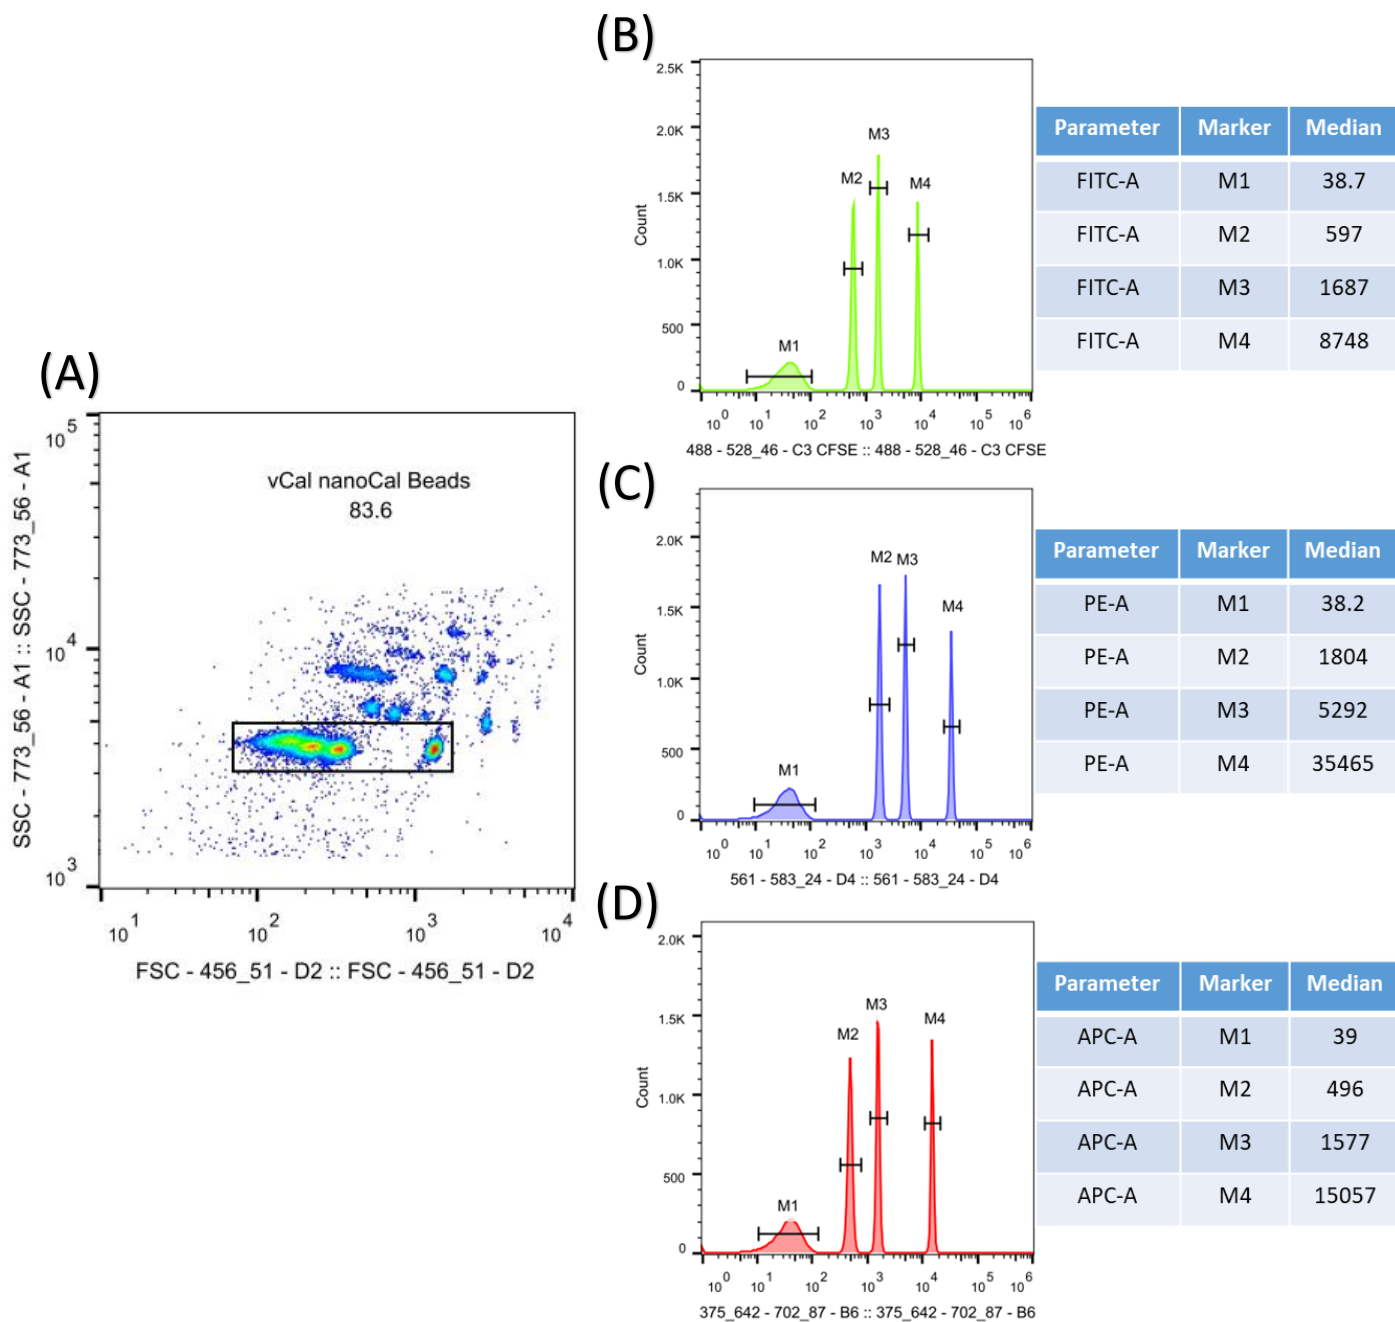 (A)
vCal nanoCal Beads
83.6
SSC - 773_56 - A1 :: SSC - 773_56 - A1
10^5
10^4
10^3
10^1 10^2 10^3 10^4
FSC - 456_51 - D2 :: FSC - 456_51 - D2
(B)
2.5K
2.0K
1.5K
1.0K
500
0
Count
M1
M2
M3
M4
10^0 10^1 10^2 10^3 10^4 10^5 10^6
488 - 528_46 - C3 CFSE :: 488 - 528_46 - C3 CFSE
Parameter Marker Median
FITC-A M1 38.7
FITC-A M2 597
FITC-A M3 1687
FITC-A M4 8748
(C)
2.0K
1.5K
1.0K
500
0
Count
M1
M2
M3
M4
10^0 10^1 10^2 10^3 10^4 10^5 10^6
561 - 583_24 - D4 :: 561 - 583_24 - D4
Parameter Marker Median
PE-A M1 38.2
PE-A M2 1804
PE-A M3 5292
PE-A M4 35465
(D)
2.0K
1.5K
1.0K
500
0
Count
M1
M2
M3
M4
10^0 10^1 10^2 10^3 10^4 10^5 10^6
375_642 - 702_87 - B6 :: 375_642 - 702_87 - B6
Parameter Marker Median
APC-A M1 39
APC-A M2 496
APC-A M3 1577
APC-A M4 15057